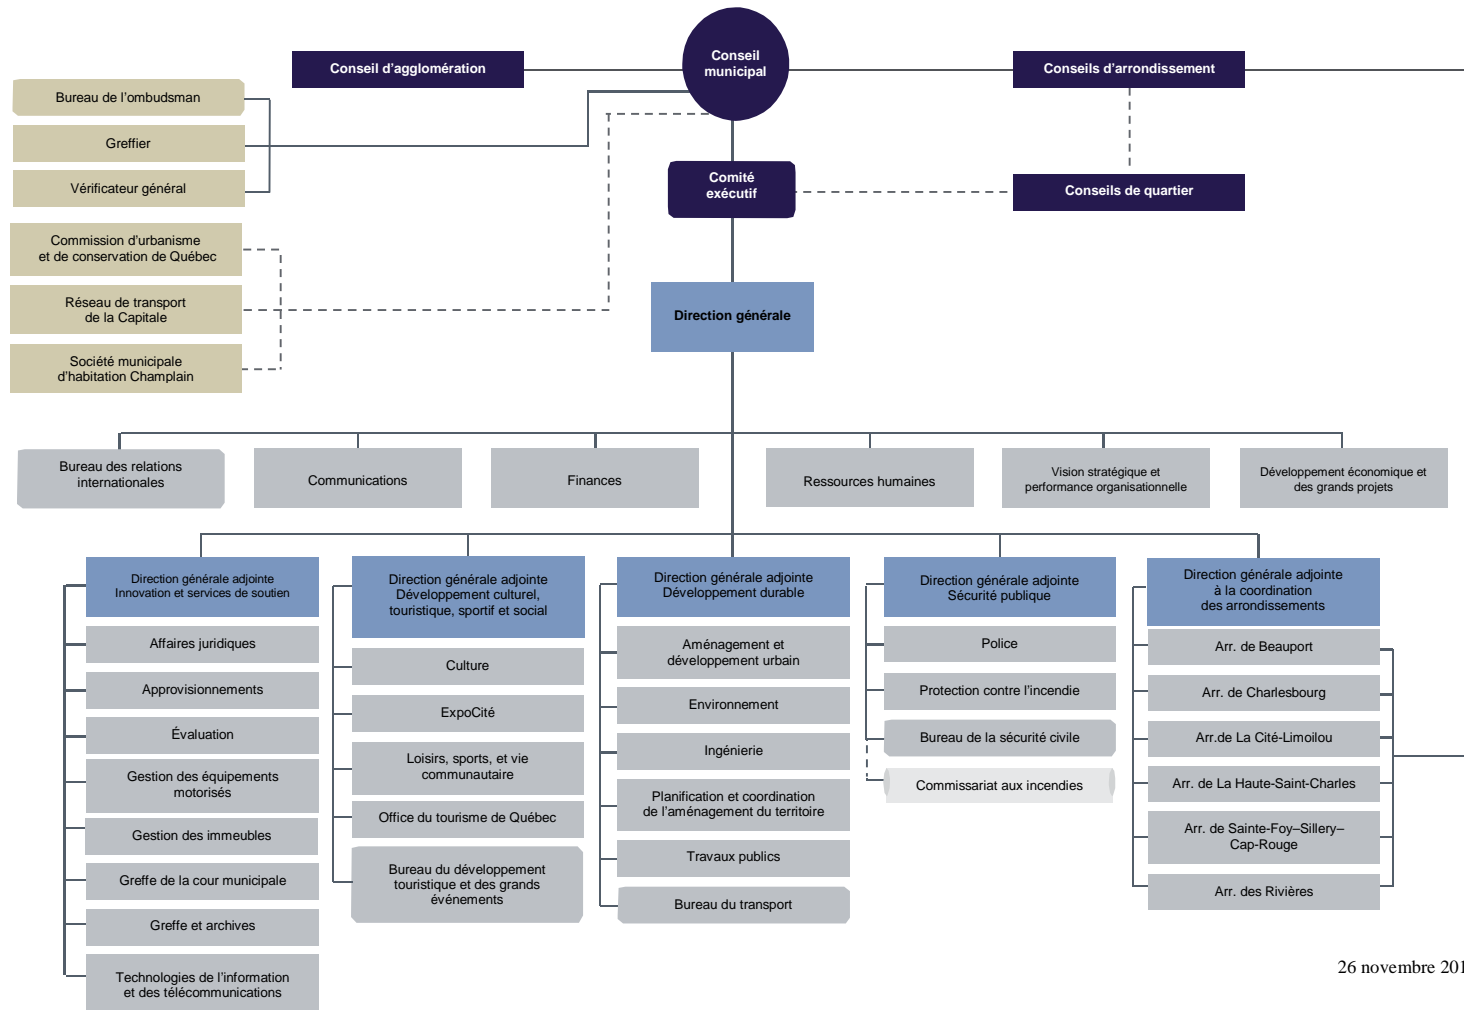 Conseil
municipal
Conseil d'agglomération
Conseils d'arrondissement
Bureau de l'ombudsman
Greffier
Vérificateur général
Comité
exécutif
Conseils de quartier
Commission d'urbanisme
et de conservation de Québec
Réseau de transport
de la Capitale
Société municipale
d'habitation Champlain
Direction générale
Bureau des relations
internationales
Communications
Finances
Ressources humaines
Vision stratégique et
performance organisationnelle
Développement économique et
des grands projets
Direction générale adjointe
Innovation et services de soutien
Affaires juridiques
Approvisionnements
Évaluation
Gestion des équipements
motorisés
Gestion des immeubles
Greffe de la cour municipale
Greffe et archives
Technologies de l'information
et des télécommunications
Direction générale adjointe
Développement culturel,
touristique, sportif et social
Culture
ExpoCité
Loisirs, sports, et vie
communautaire
Office du tourisme de Québec
Bureau du développement
touristique et des grands
événements
Direction générale adjointe
Développement durable
Aménagement et
développement urbain
Environnement
Ingénierie
Planification et coordination
de l'aménagement du territoire
Travaux publics
Bureau du transport
Direction générale adjointe
Sécurité publique
Police
Protection contre l'incendie
Bureau de la sécurité civile
Commissariat aux incendies
Direction générale adjointe
à la coordination
des arrondissements
Arr. de Beauport
Arr. de Charlesbourg
Arr.de La Cité-Limoilou
Arr. de La Haute-Saint-Charles
Arr. de Sainte-Foy–Sillery–
Cap-Rouge
Arr. des Rivières
26 novembre 201